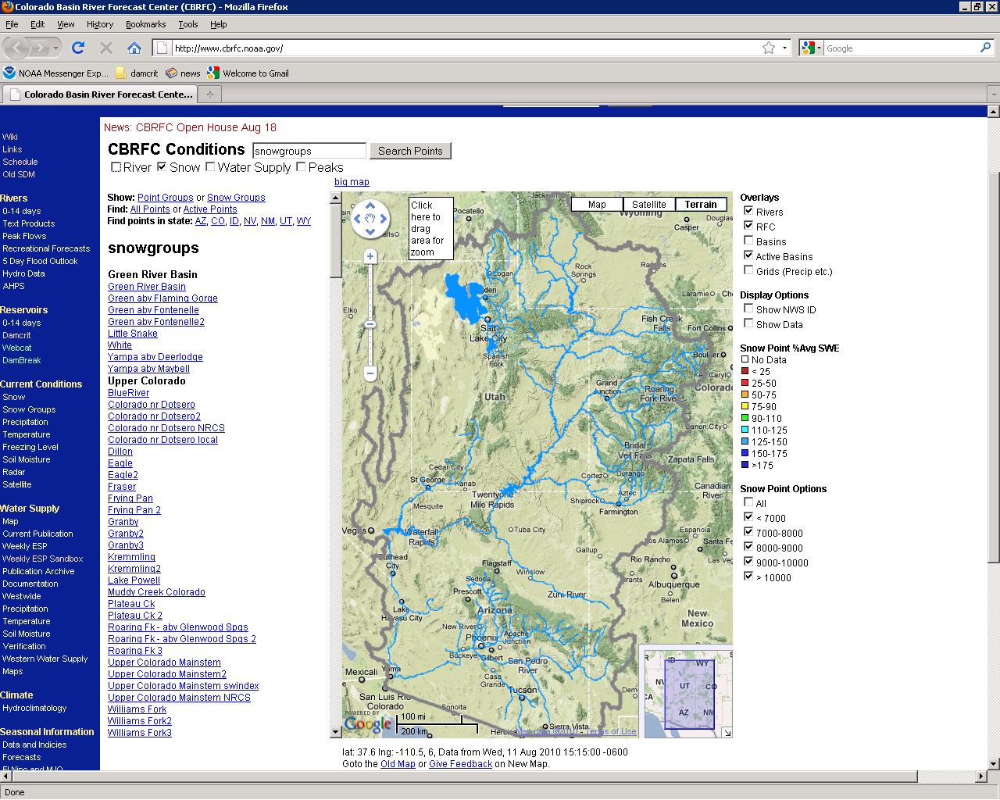 Colorado Basin River Forecast Center (CBRFC) - Mozilla Firefox
File Edit View History Bookmarks Tools Help
http://www.cbrfc.noaa.gov/
Google
NOAA Messenger Exp... damcrit news Welcome to Gmail
Colorado Basin River Forecast Cente...
Wiki
Links
Schedule
Old SDM
Rivers
0-14 days
Text Products
Peak Flows
Recreational Forecasts
5 Day Flood Outlook
Hydro Data
AHPS
Reservoirs
0-14 days
Damcrit
Webcat
DamBreak
Current Conditions
Snow
Snow Groups
Precipitation
Temperature
Freezing Level
Soil Moisture
Radar
Satellite
Water Supply
Map
Current Publication
Weekly ESP
Weekly ESP Sandbox
Publication Archive
Documentation
Westwide
Precipitation
Temperature
Soil Moisture
Verification
Western Water Supply
Maps
Climate
Hydroclimatology
Seasonal Information
Data and Indicies
Forecasts
El Nino and MJO
News: CBRFC Open House Aug 18
CBRFC Conditions
snowgroups
Search Points
River Snow Water Supply Peaks
big map
Show: Point Groups or Snow Groups
Find: All Points or Active Points
Find points in state: AZ, CO, ID, NV, NM, UT, WY
snowgroups
Green River Basin
Green River Basin
Green abv Flaming Gorge
Green abv Fontenelle
Green abv Fontenelle2
Little Snake
White
Yampa abv Deerlodge
Yampa abv Maybell
Upper Colorado
BlueRiver
Colorado nr Dotsero
Colorado nr Dotsero2
Colorado nr Dotsero NRCS
Colorado nr Dotsero local
Dillon
Eagle
Eagle2
Fraser
Frying Pan
Frying Pan 2
Granby
Granby2
Granby3
Kremmling
Kremmling2
Lake Powell
Muddy Creek Colorado
Plateau Ck
Plateau Ck 2
Roaring Fk - abv Glenwood Spgs
Roaring Fk - abv Glenwood Spgs 2
Roaring Fk 3
Upper Colorado Mainstem
Upper Colorado Mainstem2
Upper Colorado Mainstem swindex
Upper Colorado Mainstem NRCS
Williams Fork
Williams Fork2
Williams Fork3
Click
here to
drag
area for
zoom
Map
Satellite
Terrain
Jackson
Pocatello
Wyoming
Casper
Logan
Rock
Springs
Laramie
Elko
Salt
Lake City
Spanish
Fork
Fish Creek
Falls
Fort Collins
Ken Caryl
Colorado
Grand
Junction
Roaring
Fork
Utah
Canon City
Bridal
Veil Falls
Zapata Falls
Cedar City
St George
Kanab
Cortez
Durango
Canadian
River
Mesquite
Twentyone
Mile Rapids
Shiprock
Aztec
Farmington
Vegas
Waterfall
Rapids
Tuba City
Espanola
Los Alamos
Santa Fe
City
Gallup
Rio Rancho
Las Veg
Flagstaff
Winslow
Sedona
Zuni River
Albuquerque
Prescott
Belen
Lake
Havasu City
Arizona
New
Mexico
New River
Phoenix
Apache
Junction
Buckeye
Gilbert
San Pedro
River
Mexicali
Yuma
Casa
Grande
Tucson
San Luis Rio
Colorado
Sonoita
Sierra Vista
POWERED BY
Google
100 mi
200 km
Map data ©2010 - Terms of Use
ID WY
NV UT CO
CA
AZ NM
lat: 37.6 lng: -110.5, 6, Data from Wed, 11 Aug 2010 15:15:00 -0600
Goto the Old Map or Give Feedback on New Map.
Overlays
Rivers
RFC
Basins
Active Basins
Grids (Precip etc.)
Display Options
Show NWS ID
Show Data
Snow Point %Avg SWE
No Data
< 25
25-50
50-75
75-90
90-110
110-125
125-150
150-175
>175
Snow Point Options
All
< 7000
7000-8000
8000-9000
9000-10000
> 10000
Done